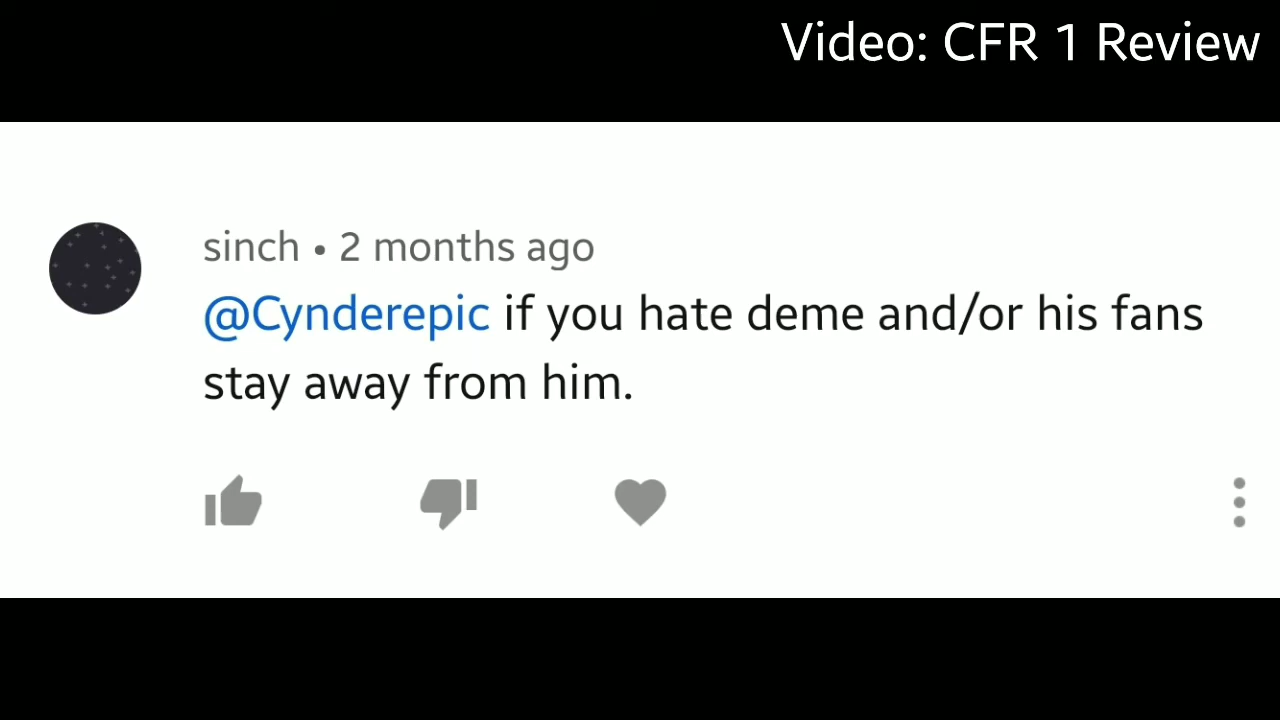 Video: CFR 1 Review
sinch • 2 months ago
@Cynderepic if you hate deme and/or his fans
stay away from him.